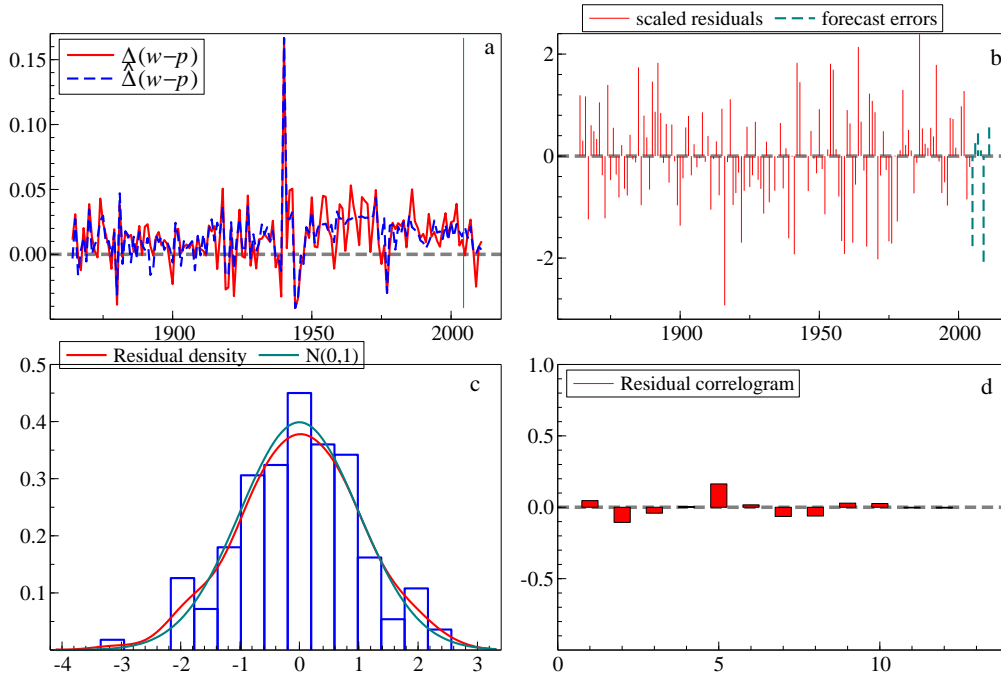 a
Δ(w−p)
Δ̂(w−p)
0.15
0.10
0.05
0.00
1900 1950 2000
scaled residuals forecast errors
b
2
0
-2
1900 1950 2000
Residual density N(0,1)
c
0.5
0.4
0.3
0.2
0.1
-4 -3 -2 -1 0 1 2 3
Residual correlogram
d
1.0
0.5
0.0
-0.5
0 5 10